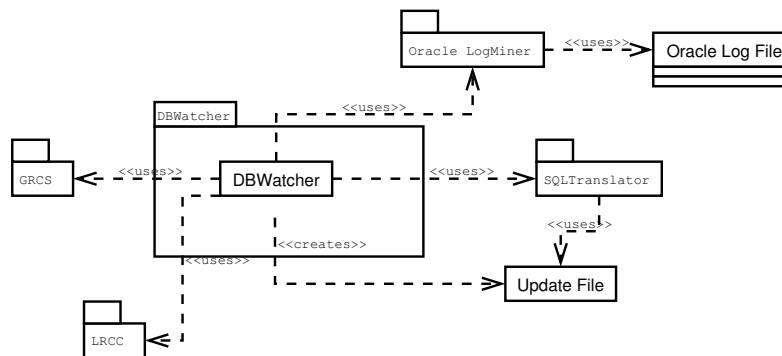 Oracle LogMiner
<<uses>>
Oracle Log File
<<uses>>
DBWatcher
GRCS
<<uses>>
DBWatcher
<<uses>>
SQLTranslator
<<uses>>
<<creates>>
<<uses>>
Update File
LRCC